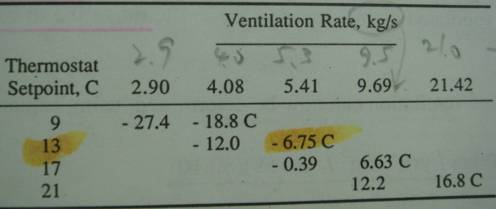 Ventilation Rate, kg/s
2.9 5.3 9.5 21.0
Thermostat
Setpoint, C 2.90 4.08 5.41 9.69 21.42
9 - 27.4 - 18.8 C
13 - 12.0 - 6.75 C
17 - 0.39 6.63 C
21 12.2 16.8 C